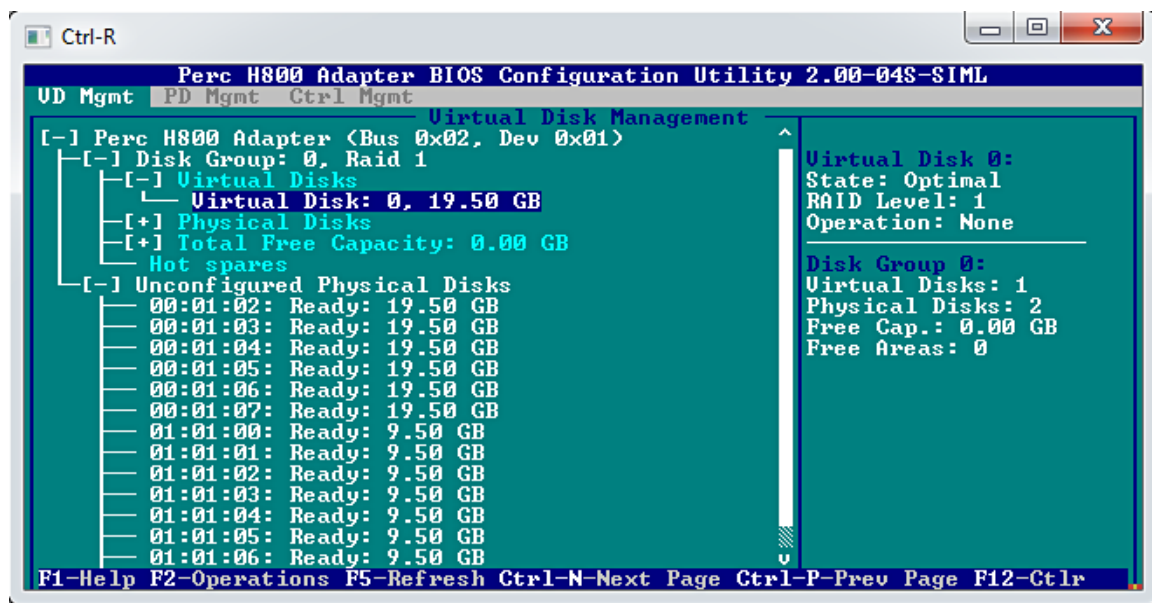 Ctrl-R
Perc H800 Adapter BIOS Configuration Utility 2.00-04S-SIML
VD Mgmt PD Mgmt Ctrl Mgmt
Virtual Disk Management
[-] Perc H800 Adapter (Bus 0x02, Dev 0x01)
[-] Disk Group: 0, Raid 1
[-] Virtual Disks
Virtual Disk: 0, 19.50 GB
[+] Physical Disks
[+] Total Free Capacity: 0.00 GB
Hot spares
[-] Unconfigured Physical Disks
00:01:02: Ready: 19.50 GB
00:01:03: Ready: 19.50 GB
00:01:04: Ready: 19.50 GB
00:01:05: Ready: 19.50 GB
00:01:06: Ready: 19.50 GB
00:01:07: Ready: 19.50 GB
01:01:00: Ready: 9.50 GB
01:01:01: Ready: 9.50 GB
01:01:02: Ready: 9.50 GB
01:01:03: Ready: 9.50 GB
01:01:04: Ready: 9.50 GB
01:01:05: Ready: 9.50 GB
01:01:06: Ready: 9.50 GB
Virtual Disk 0:
State: Optimal
RAID Level: 1
Operation: None
Disk Group 0:
Virtual Disks: 1
Physical Disks: 2
Free Cap.: 0.00 GB
Free Areas: 0
F1-Help F2-Operations F5-Refresh Ctrl-N-Next Page Ctrl-P-Prev Page F12-Ctlr